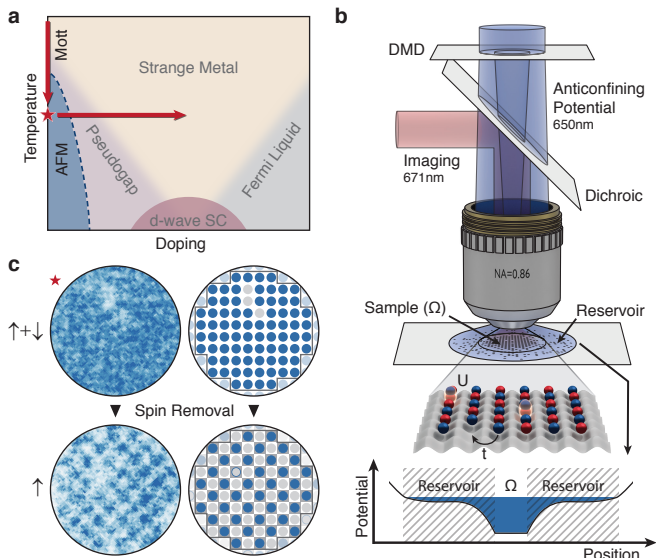 a
Temperature
Mott
AFM
Pseudogap
Strange Metal
Fermi Liquid
d-wave SC
Doping
b
DMD
Anticonfining
Potential
650nm
Imaging
671nm
Dichroic
NA=0.86
Sample (Ω)
Reservoir
U
t
Potential
Reservoir
Ω
Reservoir
Position
c
↑+↓
Spin Removal
↑